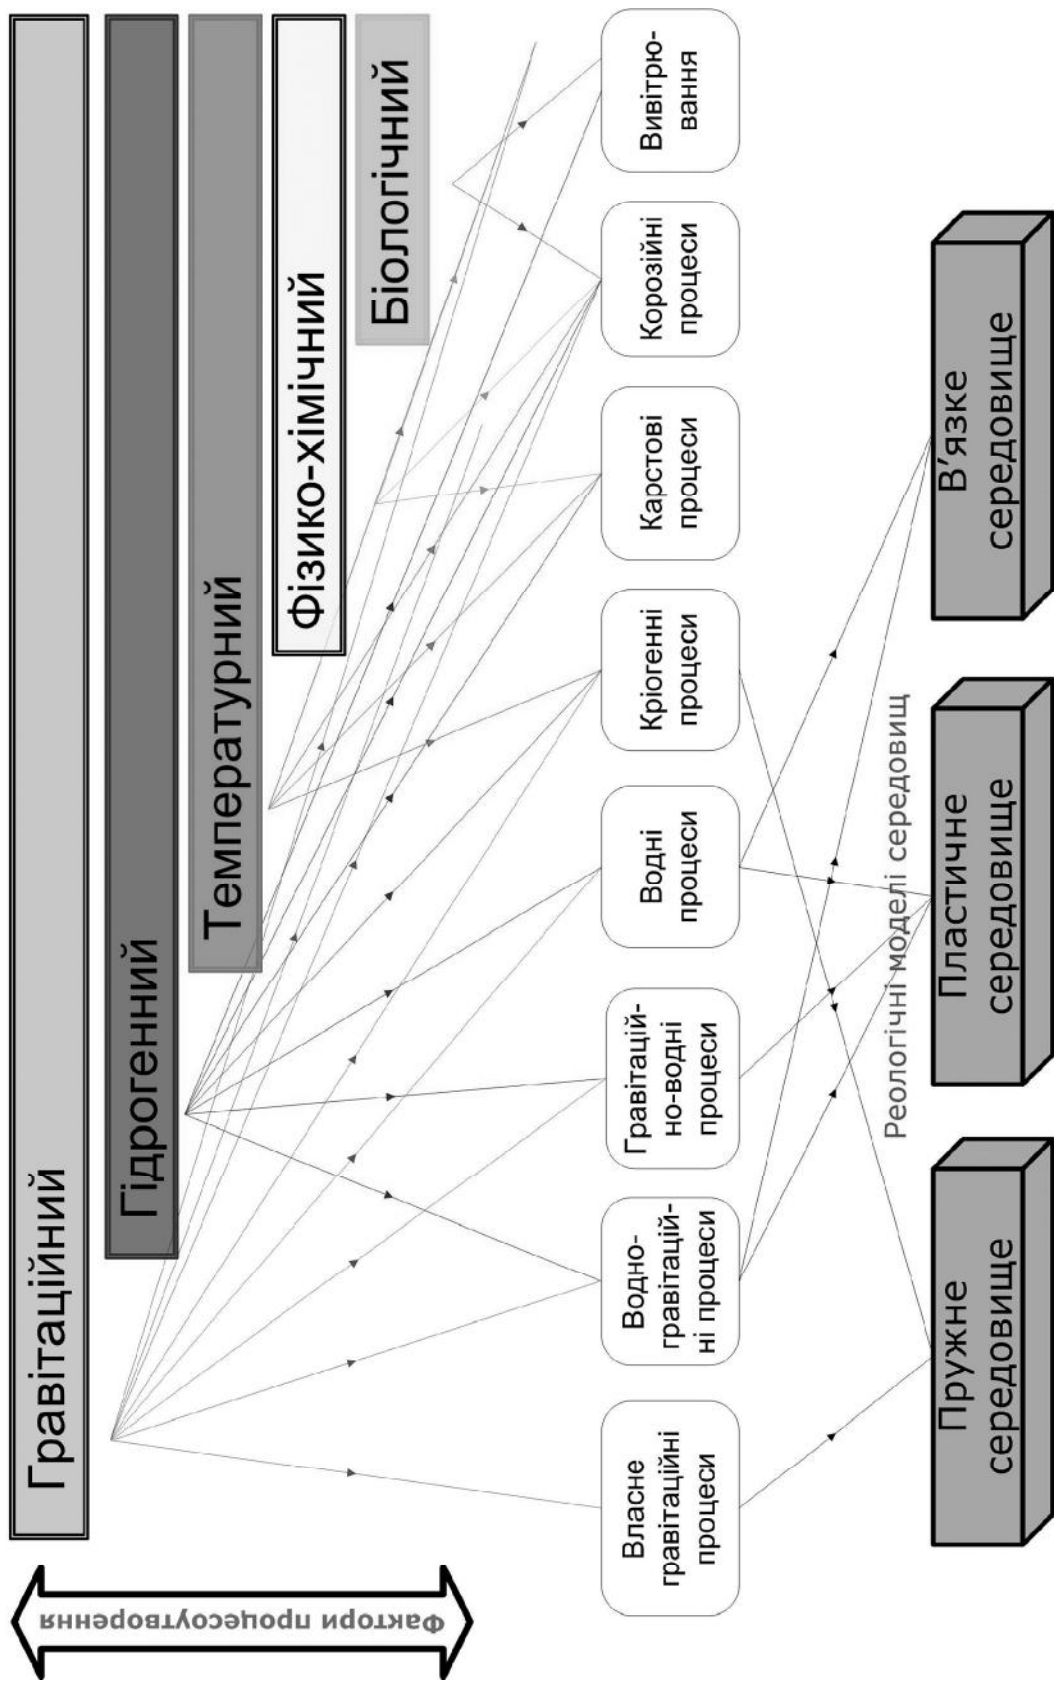 Фактори процесоутворення
Гравітаційний
Гідрогенний
Температурний
Фізико-хімічний
Біологічний
Власне
гравітаційні
процеси
Водно-
гравітацій-
ні процеси
Гравітацій-
но-водні
процеси
Водні
процеси
Кріогенні
процеси
Карстові
процеси
Корозійні
процеси
Вивітрю-
вання
Реологічні моделі середовищ
Пружне
середовище
Пластичне
середовище
В’язке
середовище